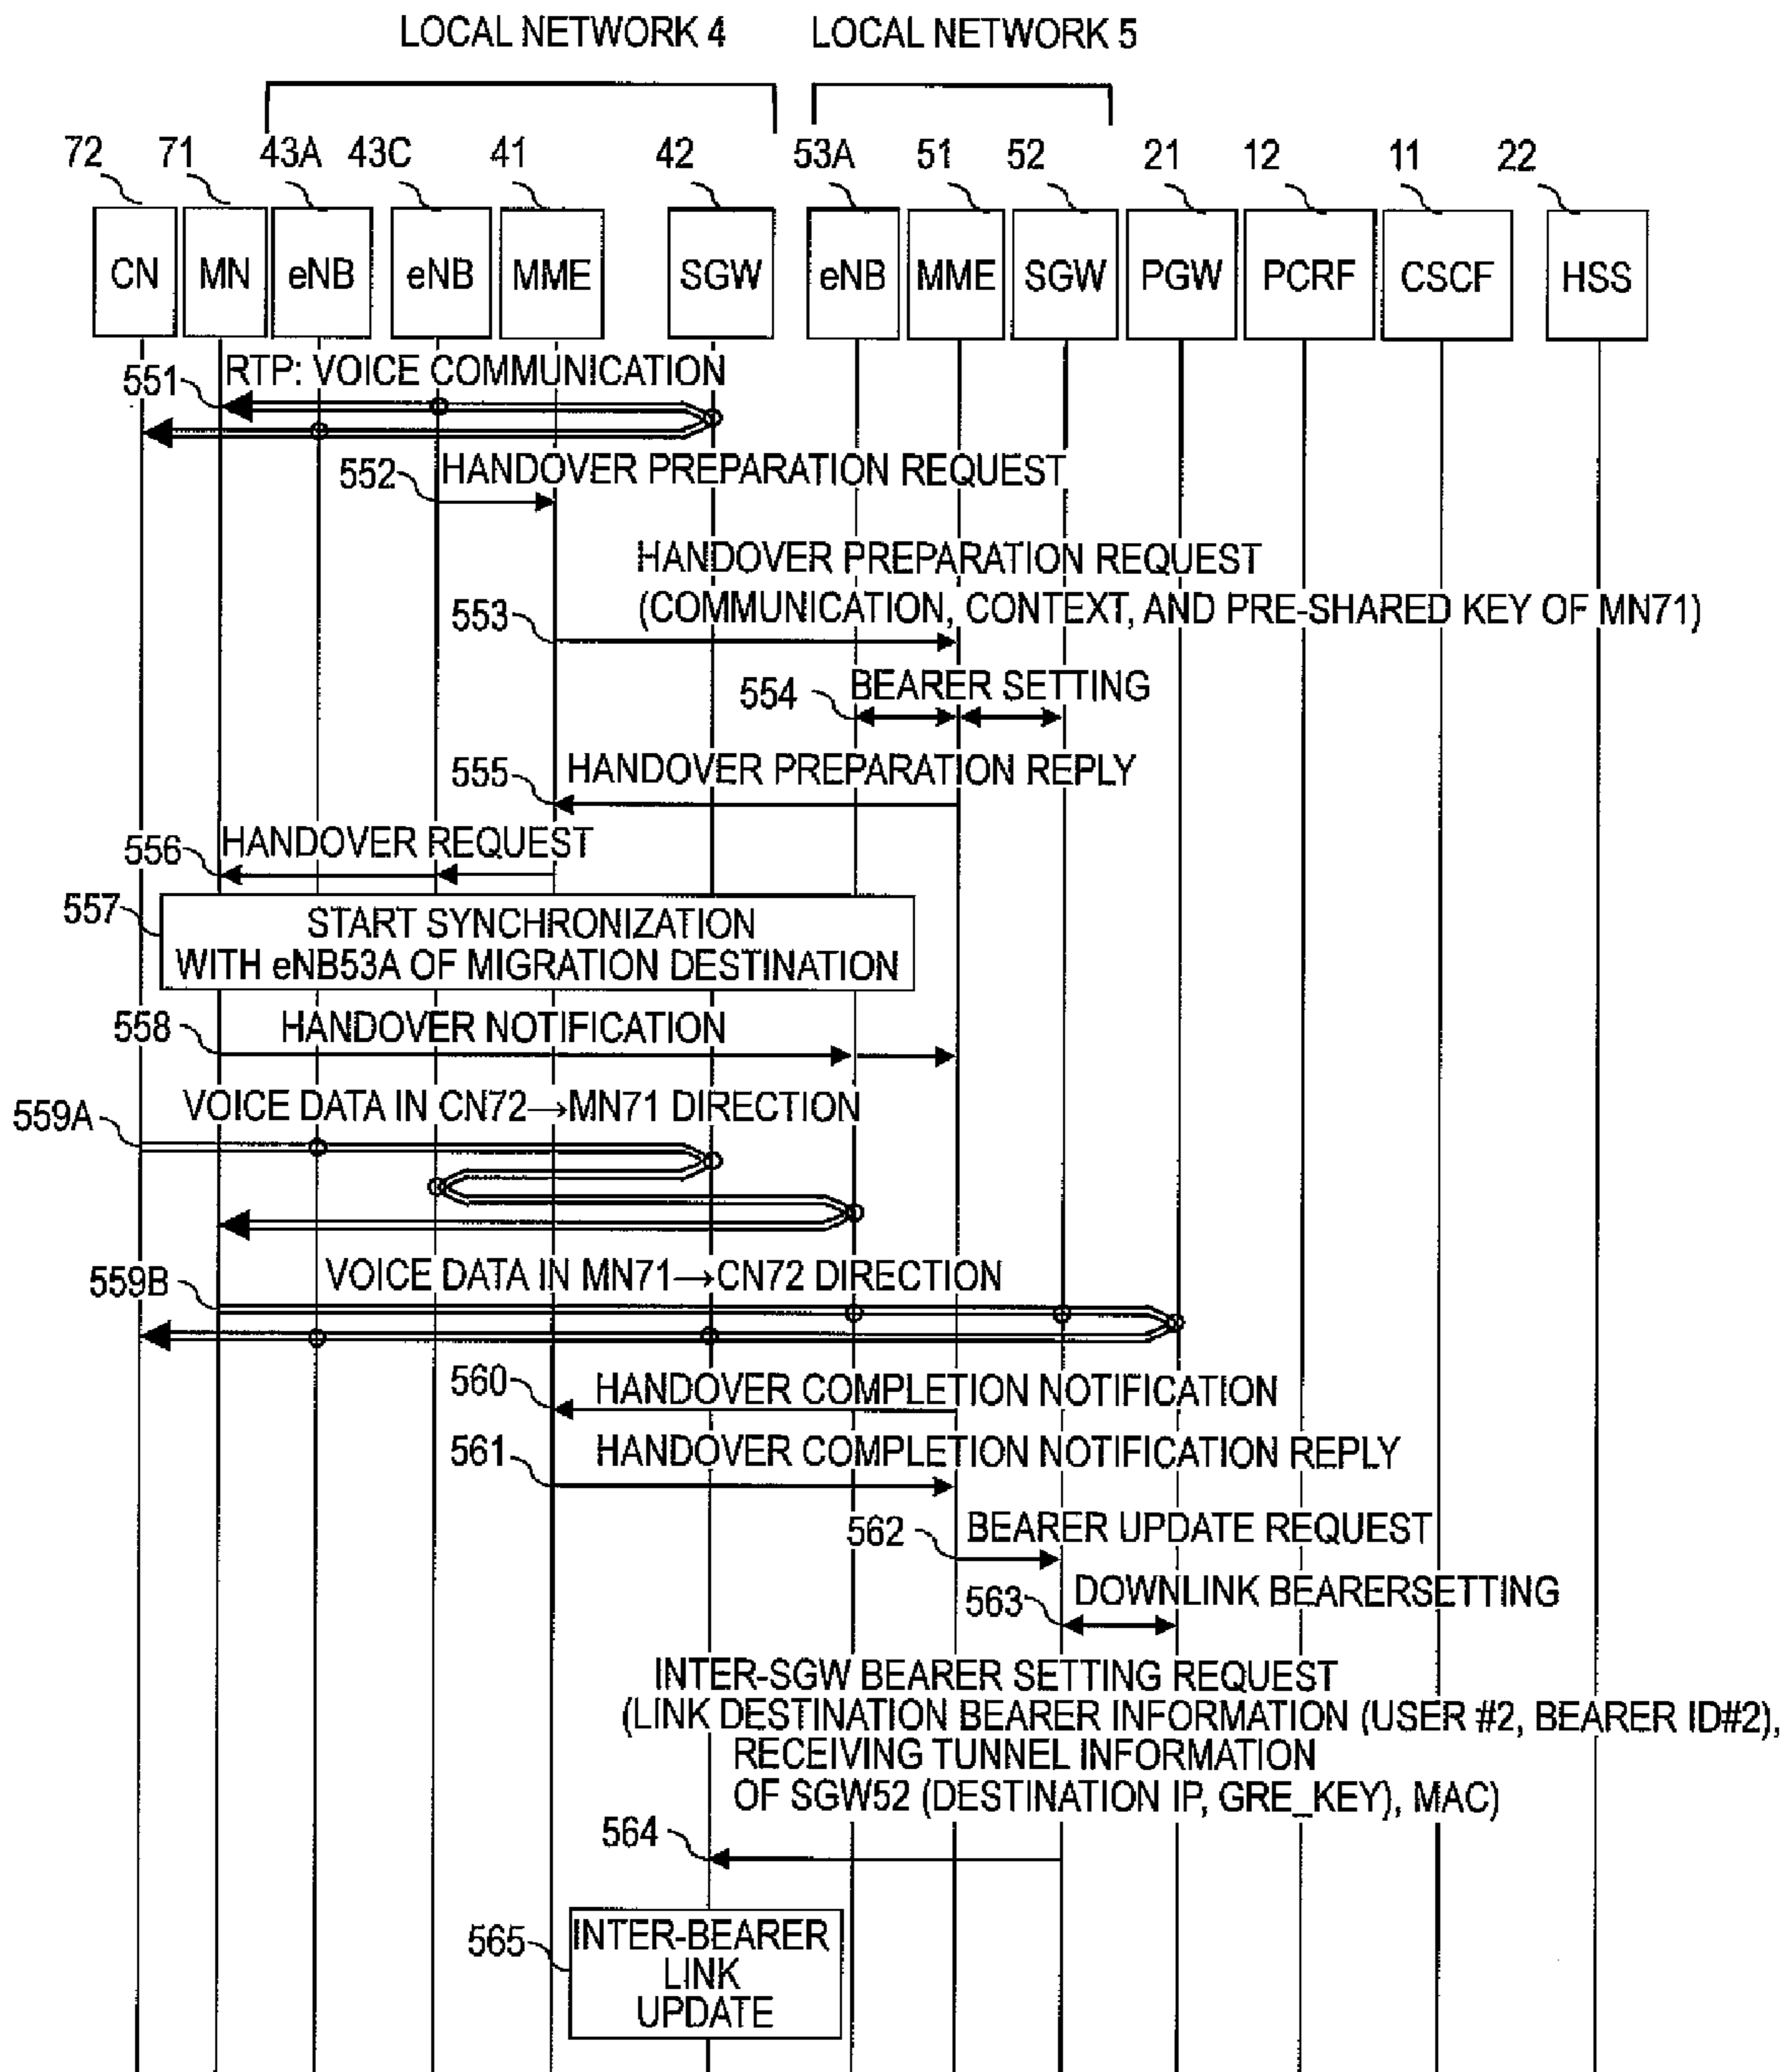 LOCAL NETWORK 4 LOCAL NETWORK 5
72 71 43A 43C 41 42 53A 51 52 21 12 11 22
CN MN eNB eNB MME SGW eNB MME SGW PGW PCRF CSCF HSS
RTP: VOICE COMMUNICATION
551
HANDOVER PREPARATION REQUEST
552
HANDOVER PREPARATION REQUEST
(COMMUNICATION, CONTEXT, AND PRE-SHARED KEY OF MN71)
553
BEARER SETTING
554
HANDOVER PREPARATION REPLY
555
HANDOVER REQUEST
556
557
START SYNCHRONIZATION
WITH eNB53A OF MIGRATION DESTINATION
558
HANDOVER NOTIFICATION
VOICE DATA IN CN72→MN71 DIRECTION
559A
VOICE DATA IN MN71→CN72 DIRECTION
559B
560
HANDOVER COMPLETION NOTIFICATION
561
HANDOVER COMPLETION NOTIFICATION REPLY
562
BEARER UPDATE REQUEST
563
DOWNLINK BEARERSETTING
INTER-SGW BEARER SETTING REQUEST
(LINK DESTINATION BEARER INFORMATION (USER #2, BEARER ID#2),
RECEIVING TUNNEL INFORMATION
OF SGW52 (DESTINATION IP, GRE_KEY), MAC)
564
565
INTER-BEARER
LINK
UPDATE